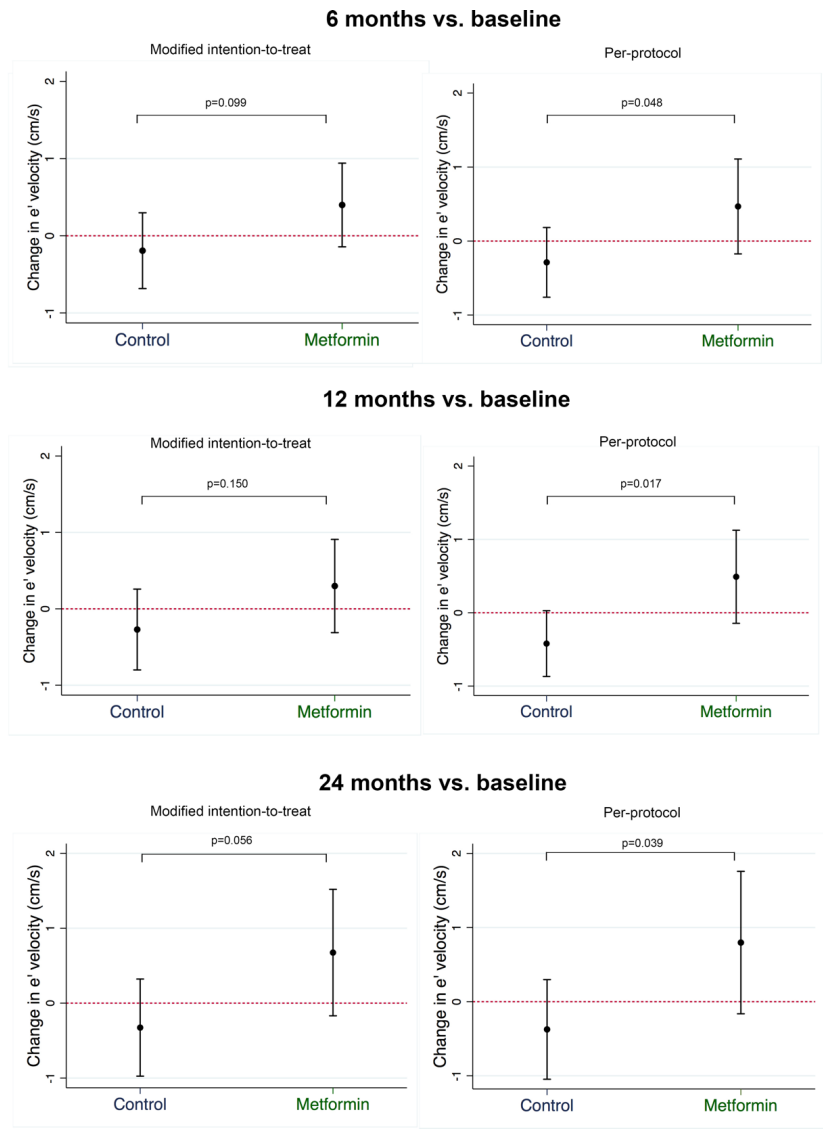 6 months vs. baseline
Modified intention-to-treat
Change in e' velocity (cm/s)
2
1
0
-1
p=0.099
Control
Metformin
Per-protocol
Change in e' velocity (cm/s)
2
1
0
-1
p=0.048
Control
Metformin
12 months vs. baseline
Modified intention-to-treat
Change in e' velocity (cm/s)
2
1
0
-1
p=0.150
Control
Metformin
Per-protocol
Change in e' velocity (cm/s)
2
1
0
-1
p=0.017
Control
Metformin
24 months vs. baseline
Modified intention-to-treat
Change in e' velocity (cm/s)
2
1
0
-1
p=0.056
Control
Metformin
Per-protocol
Change in e' velocity (cm/s)
2
1
0
-1
p=0.039
Control
Metformin